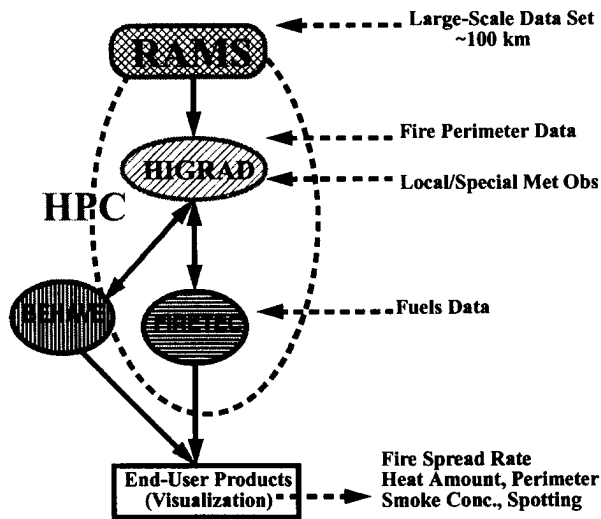 RAMS
Large-Scale Data Set
~100 km
HIGRAD
Fire Perimeter Data
Local/Special Met Obs
HPC
BEHAVE
FIRETEC
Fuels Data
End-User Products
(Visualization)
Fire Spread Rate
Heat Amount, Perimeter
Smoke Conc., Spotting